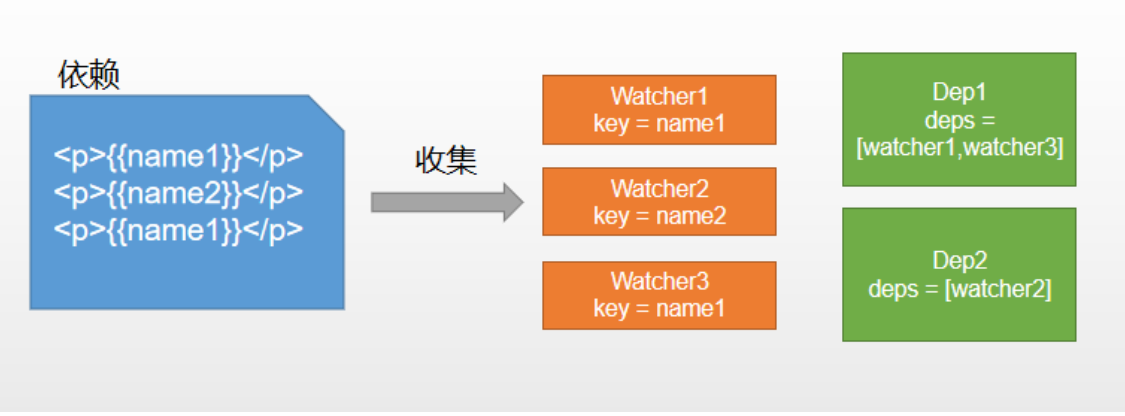 依赖
<p>{{name1}}</p>
<p>{{name2}}</p>
<p>{{name1}}</p>
收集
Watcher1
key = name1
Watcher2
key = name2
Watcher3
key = name1
Dep1
deps =
[watcher1,watcher3]
Dep2
deps = [watcher2]